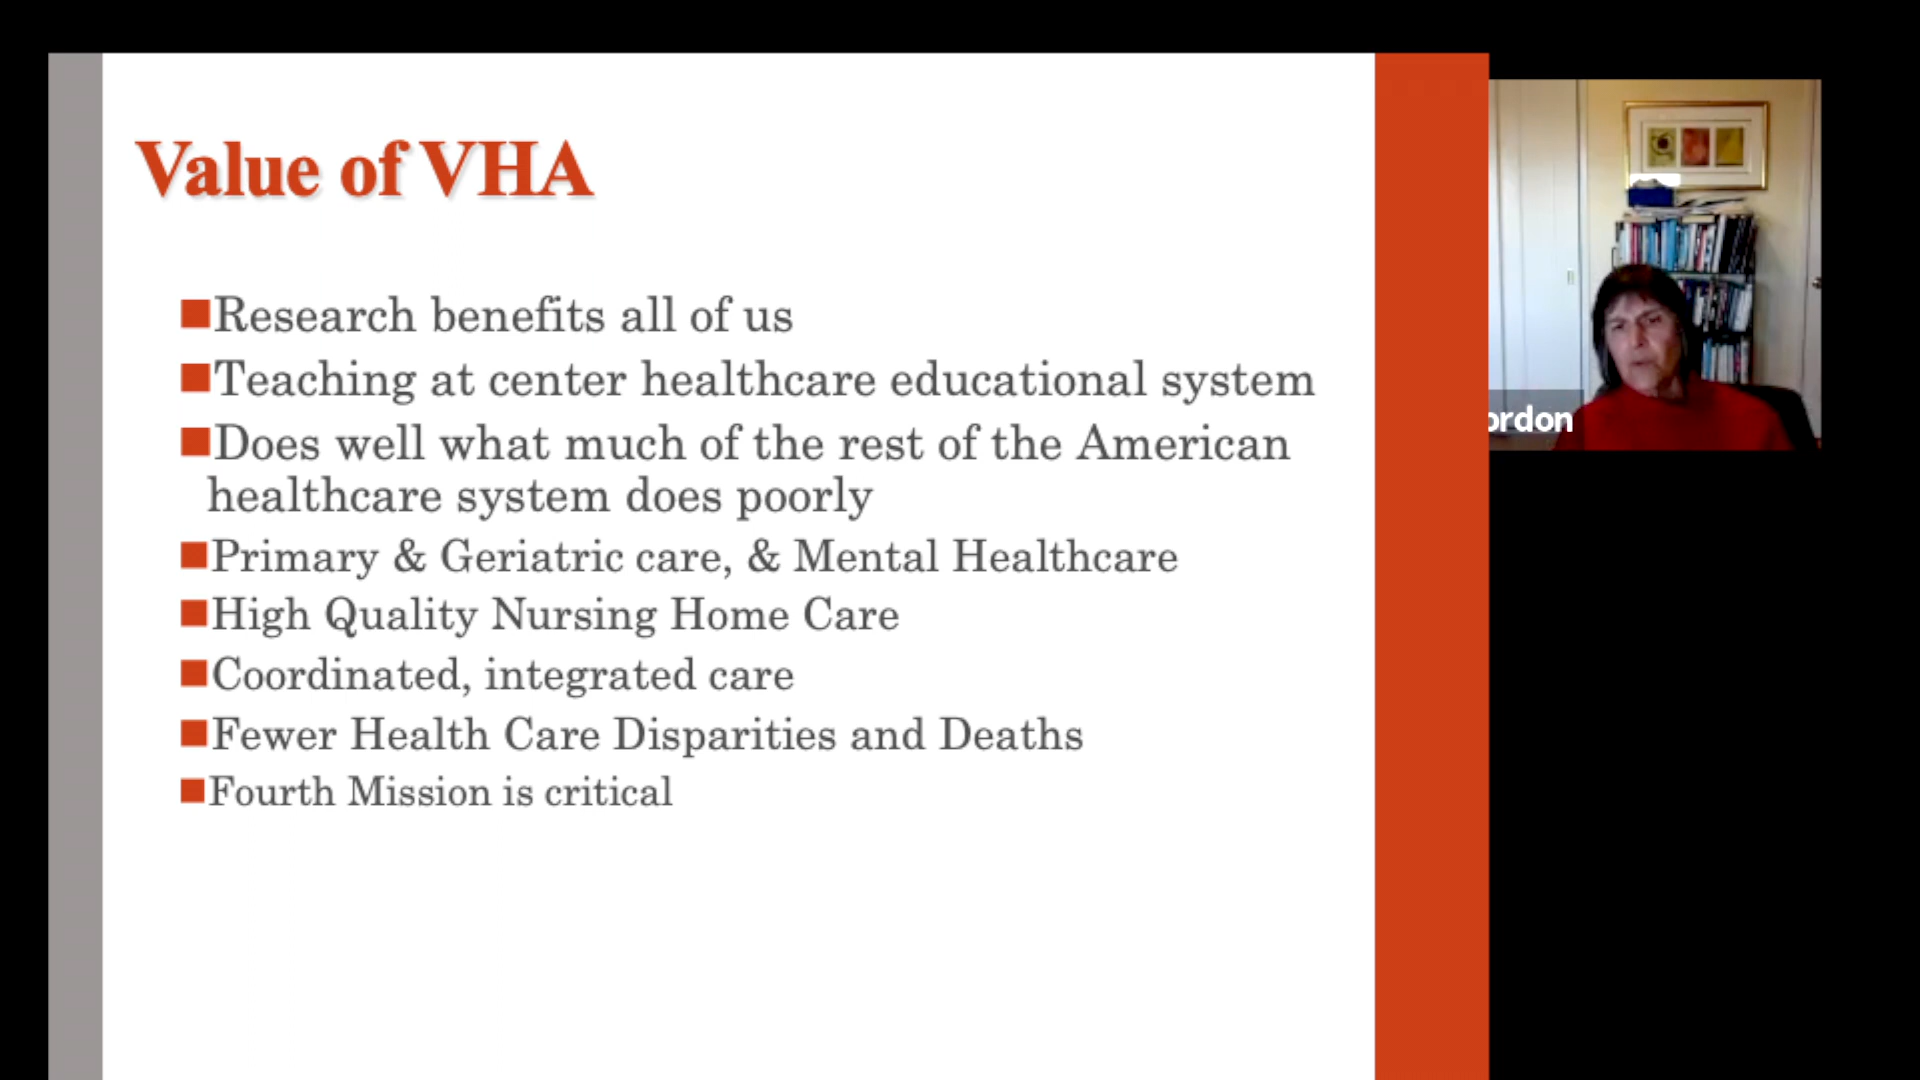 Value of VHA
Research benefits all of us
Teaching at center healthcare educational system
Does well what much of the rest of the American
healthcare system does poorly
Primary & Geriatric care, & Mental Healthcare
High Quality Nursing Home Care
Coordinated, integrated care
Fewer Health Care Disparities and Deaths
Fourth Mission is critical
ordon